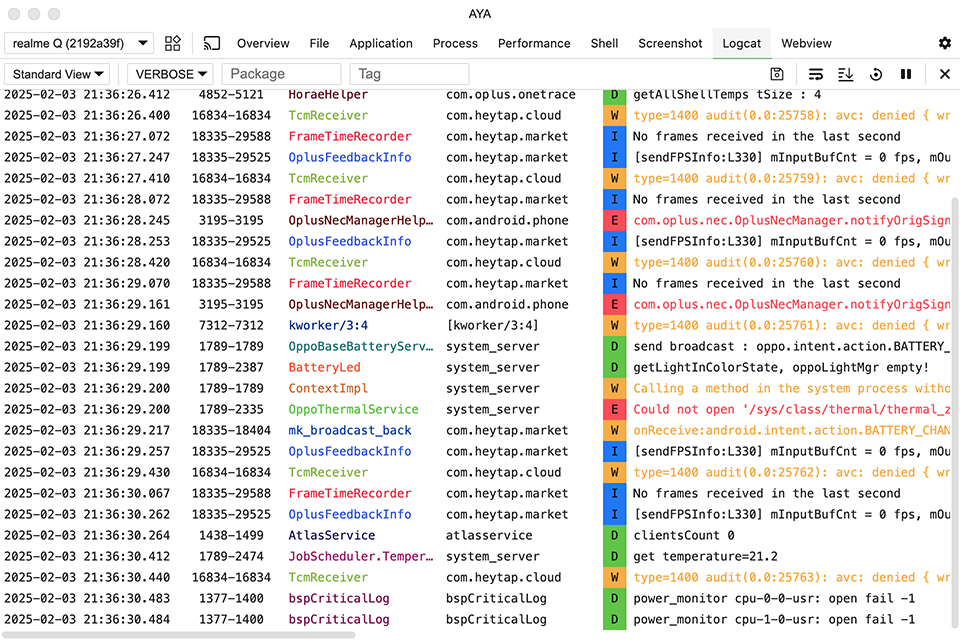 AYA
realme Q (2192a39f) Overview File Application Process Performance Shell Screenshot Logcat Webview
Standard View VERBOSE Package Tag
2025-02-03 21:36:26.412 4852-5121 HoraeHelper com.oplus.onetrace D getAllShellTemps tSize : 4
2025-02-03 21:36:26.400 16834-16834 TcmReceiver com.heytap.cloud W type=1400 audit(0.0:25758): avc: denied { wr
2025-02-03 21:36:27.072 18335-29588 FrameTimeRecorder com.heytap.market I No frames received in the last second
2025-02-03 21:36:27.247 18335-29525 OplusFeedbackInfo com.heytap.market I [sendFPSInfo:L330] mInputBufCnt = 0 fps, mOu
2025-02-03 21:36:27.410 16834-16834 TcmReceiver com.heytap.cloud W type=1400 audit(0.0:25759): avc: denied { wr
2025-02-03 21:36:28.072 18335-29588 FrameTimeRecorder com.heytap.market I No frames received in the last second
2025-02-03 21:36:28.245 3195-3195 OplusNecManagerHelp… com.android.phone E com.oplus.nec.OplusNecManager.notifyOrigSign
2025-02-03 21:36:28.253 18335-29525 OplusFeedbackInfo com.heytap.market I [sendFPSInfo:L330] mInputBufCnt = 0 fps, mOu
2025-02-03 21:36:28.420 16834-16834 TcmReceiver com.heytap.cloud W type=1400 audit(0.0:25760): avc: denied { wr
2025-02-03 21:36:29.070 18335-29588 FrameTimeRecorder com.heytap.market I No frames received in the last second
2025-02-03 21:36:29.161 3195-3195 OplusNecManagerHelp… com.android.phone E com.oplus.nec.OplusNecManager.notifyOrigSign
2025-02-03 21:36:29.160 7312-7312 kworker/3:4 [kworker/3:4] W type=1400 audit(0.0:25761): avc: denied { wr
2025-02-03 21:36:29.199 1789-1789 OppoBaseBatteryServ… system_server D send broadcast : oppo.intent.action.BATTERY_
2025-02-03 21:36:29.199 1789-2387 BatteryLed system_server D getLightInColorState, oppoLightMgr empty!
2025-02-03 21:36:29.200 1789-1789 ContextImpl system_server W Calling a method in the system process witho
2025-02-03 21:36:29.200 1789-2335 OppoThermalService system_server E Could not open '/sys/class/thermal/thermal_z
2025-02-03 21:36:29.217 18335-18404 mk_broadcast_back com.heytap.market W onReceive:android.intent.action.BATTERY_CHAN
2025-02-03 21:36:29.257 18335-29525 OplusFeedbackInfo com.heytap.market I [sendFPSInfo:L330] mInputBufCnt = 0 fps, mOu
2025-02-03 21:36:29.430 16834-16834 TcmReceiver com.heytap.cloud W type=1400 audit(0.0:25762): avc: denied { wr
2025-02-03 21:36:30.067 18335-29588 FrameTimeRecorder com.heytap.market I No frames received in the last second
2025-02-03 21:36:30.262 18335-29525 OplusFeedbackInfo com.heytap.market I [sendFPSInfo:L330] mInputBufCnt = 0 fps, mOu
2025-02-03 21:36:30.264 1438-1499 AtlasService atlasservice D clientsCount 0
2025-02-03 21:36:30.412 1789-2474 JobScheduler.Temper… system_server D get temperature=21.2
2025-02-03 21:36:30.440 16834-16834 TcmReceiver com.heytap.cloud W type=1400 audit(0.0:25763): avc: denied { wr
2025-02-03 21:36:30.483 1377-1400 bspCriticalLog bspCriticalLog D power_monitor cpu-0-0-usr: open fail -1
2025-02-03 21:36:30.484 1377-1400 bspCriticalLog bspCriticalLog D power_monitor cpu-1-0-usr: open fail -1